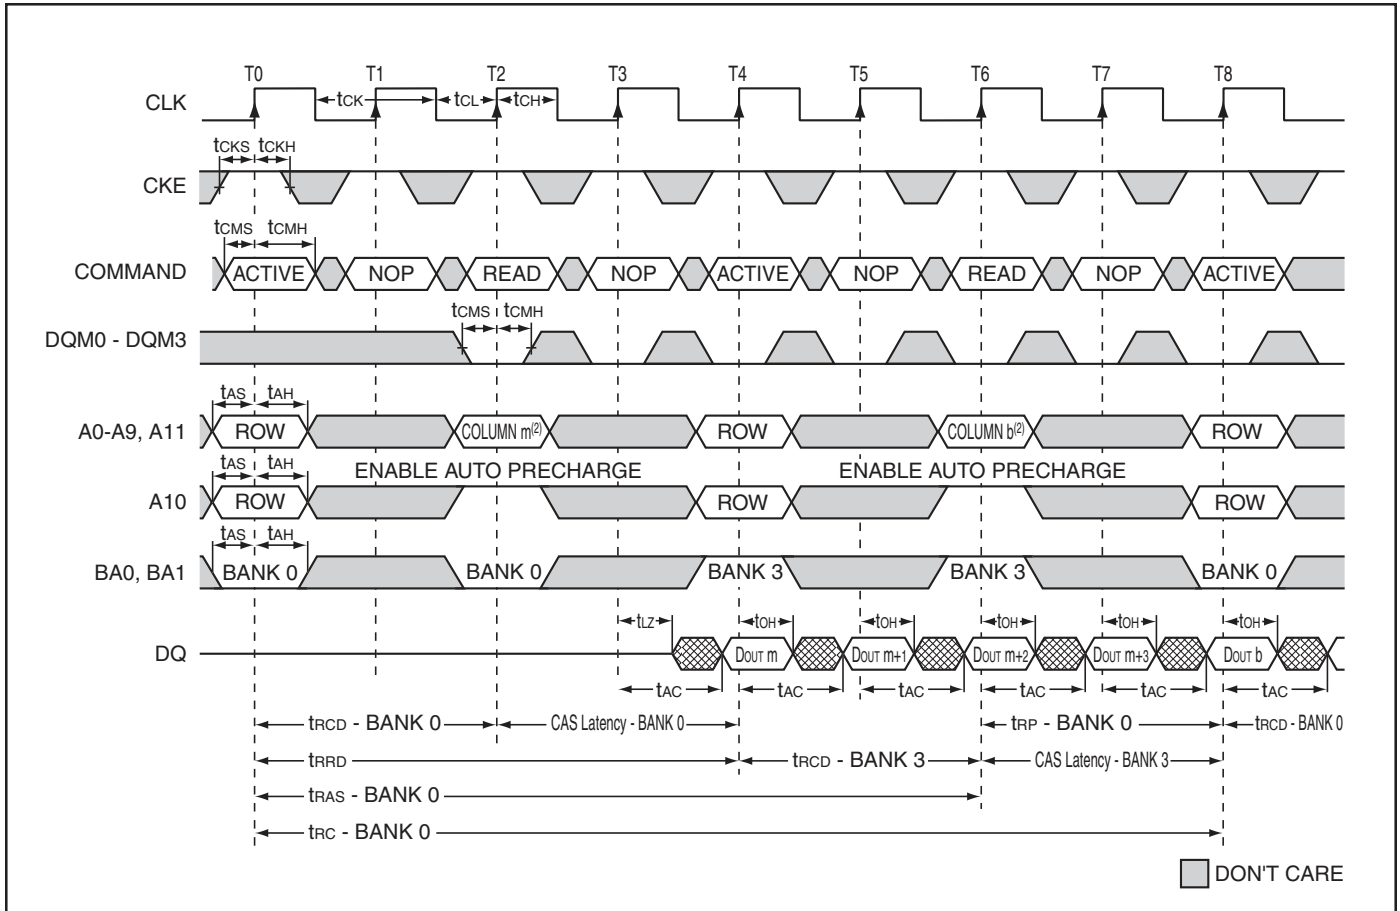 T0 T1 T2 T3 T4 T5 T6 T7 T8
CLK tCK tCL tCH
tCKS tCKH
CKE
tCMS tCMH
COMMAND ACTIVE NOP READ NOP ACTIVE NOP READ NOP ACTIVE
tCMS tCMH
DQM0 - DQM3
tAS tAH
A0-A9, A11 ROW COLUMN m(2) ROW COLUMN b(2) ROW
tAS tAH ENABLE AUTO PRECHARGE ENABLE AUTO PRECHARGE
A10 ROW ROW ROW
tAS tAH
BA0, BA1 BANK 0 BANK 0 BANK 3 BANK 3 BANK 0
tLZ tOH tOH tOH tOH tOH
DQ DOUT m DOUT m+1 DOUT m+2 DOUT m+3 DOUT b
tAC tAC tAC tAC tAC tAC
tRCD - BANK 0 CAS Latency - BANK 0 tRP - BANK 0 tRCD - BANK 0
tRRD tRCD - BANK 3 CAS Latency - BANK 3
tRAS - BANK 0
tRC - BANK 0
DON'T CARE